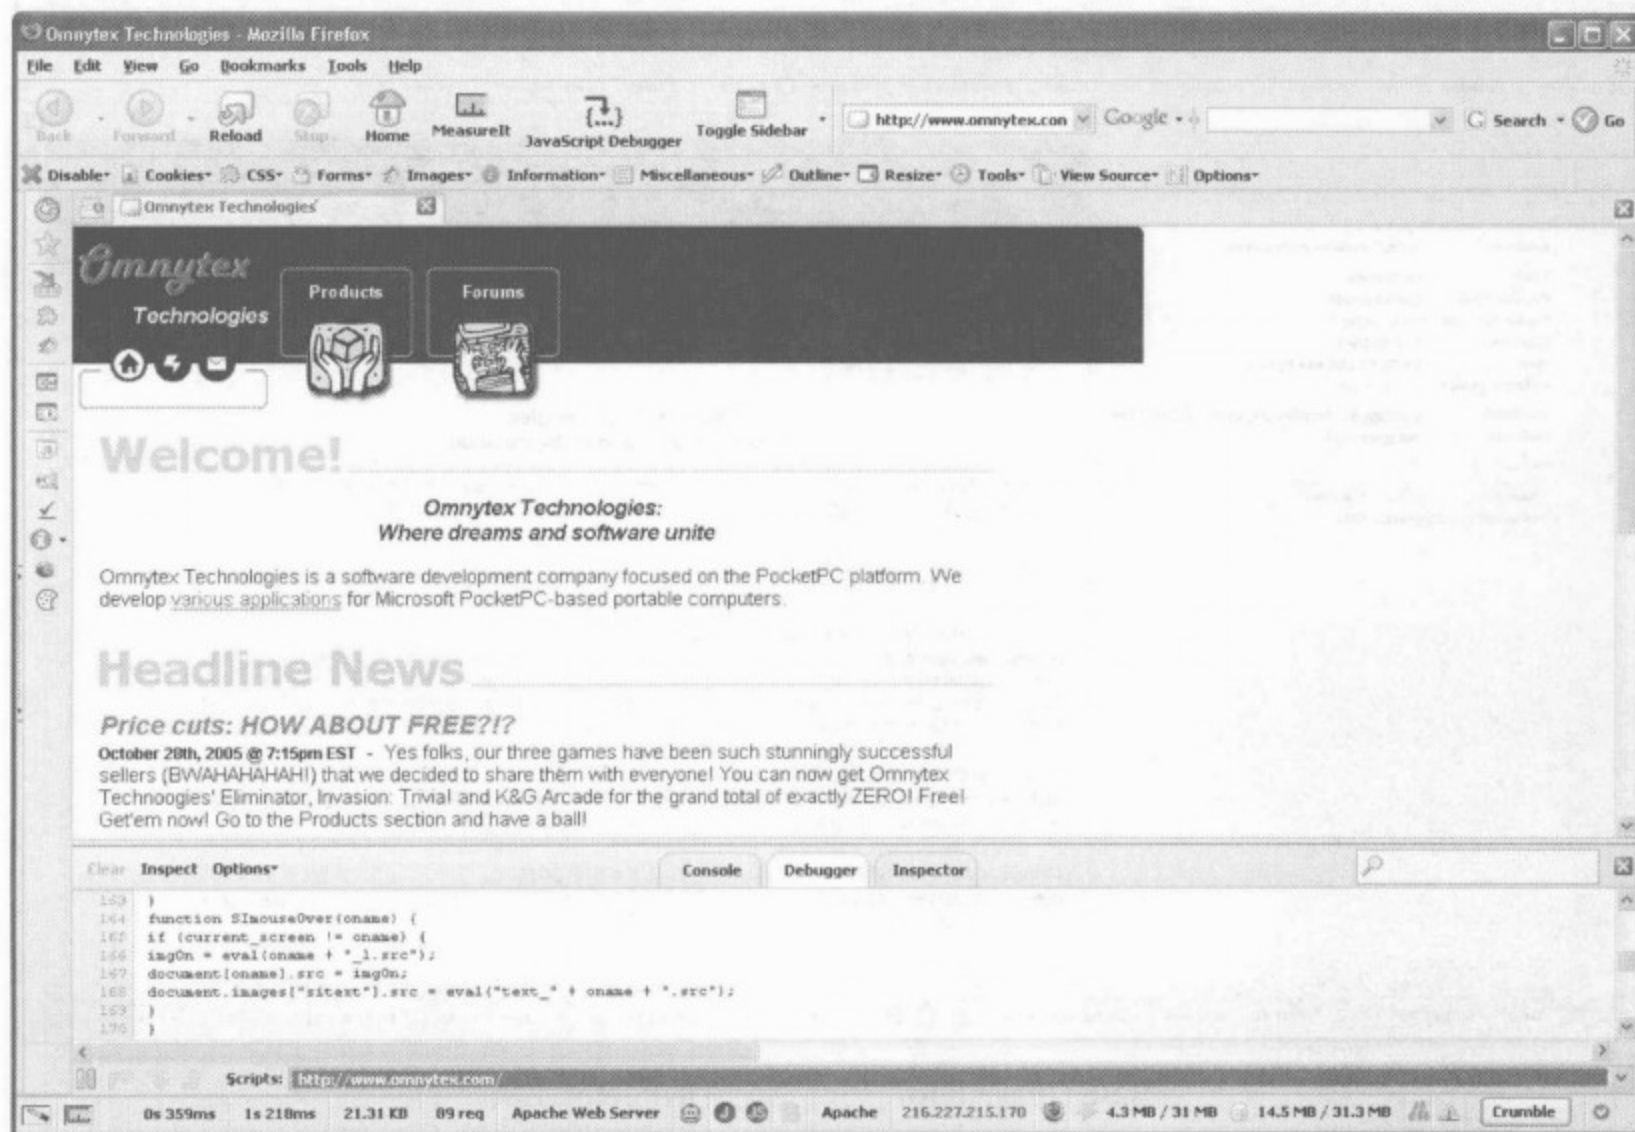 Omnytex Technologies - Mozilla Firefox
File Edit View Go Bookmarks Tools Help
Back Forward Reload Stop Home MeasureIt JavaScript Debugger Toggle Sidebar http://www.omnytex.con Google Search Go
Disable Cookies CSS Forms Images Information Miscellaneous Outline Resize Tools View Source Options
Omnytex Technologies
Omnytex
Technologies
Products Forums
Welcome!
Omnytex Technologies:
Where dreams and software unite
Omnytex Technologies is a software development company focused on the PocketPC platform. We
develop various applications for Microsoft PocketPC-based portable computers.
Headline News
Price cuts: HOW ABOUT FREE?!?
October 28th, 2005 @ 7:15pm EST - Yes folks, our three games have been such stunningly successful
sellers (BWAHAHAHAH!) that we decided to share them with everyone! You can now get Omnytex
Technoogies' Eliminator, Invasion: Trivia! and K&G Arcade for the grand total of exactly ZERO! Free!
Get'em now! Go to the Products section and have a ball!
Clear Inspect Options Console Debugger Inspector
163 }
164 function SImouseOver(oname) {
165 if (current_screen != oname) {
166 imgOn = eval(oname + "_1.src");
167 document[oname].src = imgOn;
168 document.images["sitext"].src = eval("text_" + oname + ".src");
169 }
170 }
Scripts: http://www.omnytex.com/
0s 359ms 1s 218ms 21.31 KB 89 req Apache Web Server Apache 216.227.215.170 4.3 MB / 31 MB 14.5 MB / 31.3 MB Crumble